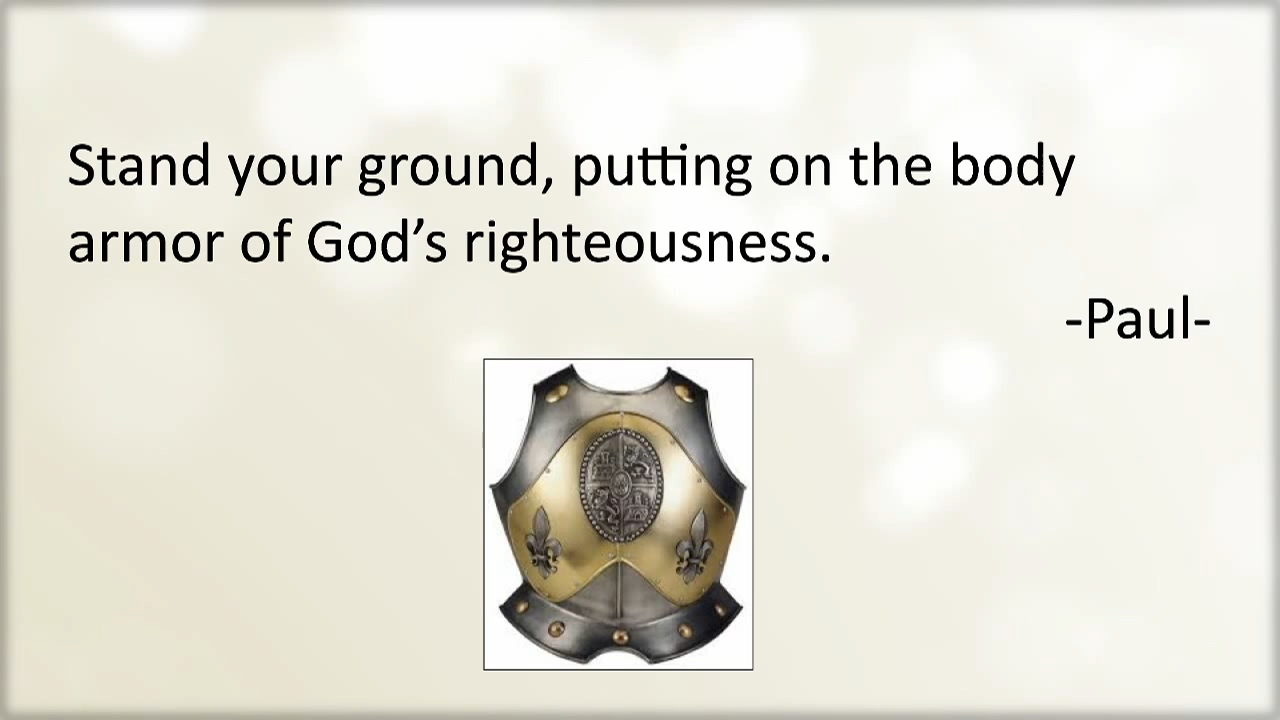 Stand your ground, putting on the body
armor of God’s righteousness.
-Paul-